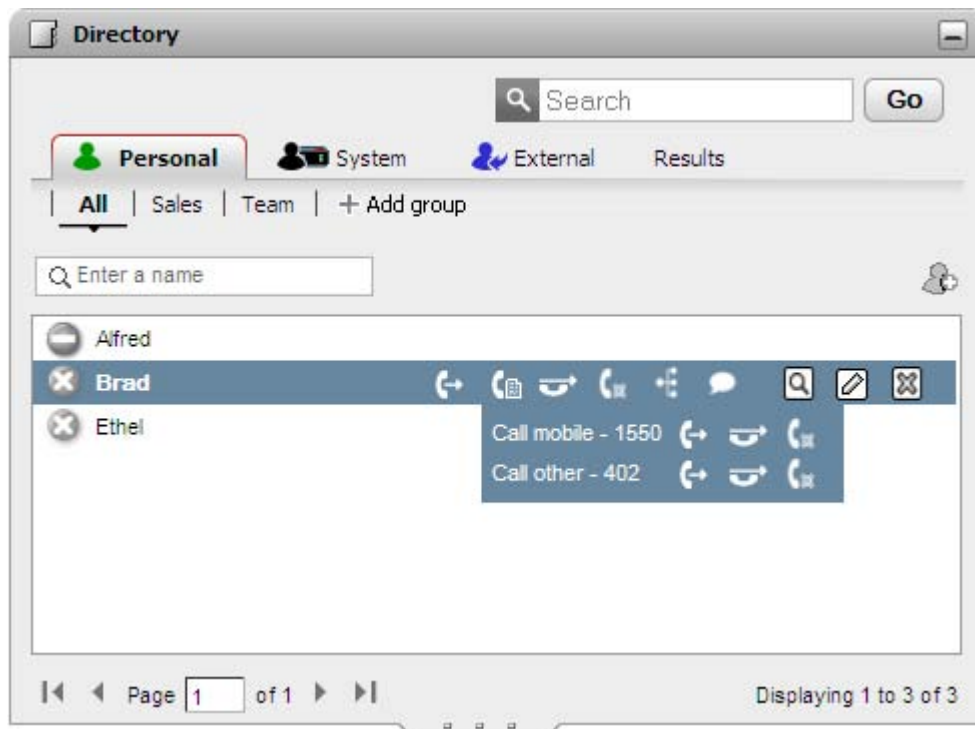 Directory
Search Go
Personal System External Results
All | Sales | Team | + Add group
Enter a name
Alfred
Brad
Call mobile - 1550
Call other - 402
Ethel
Page 1 of 1 Displaying 1 to 3 of 3